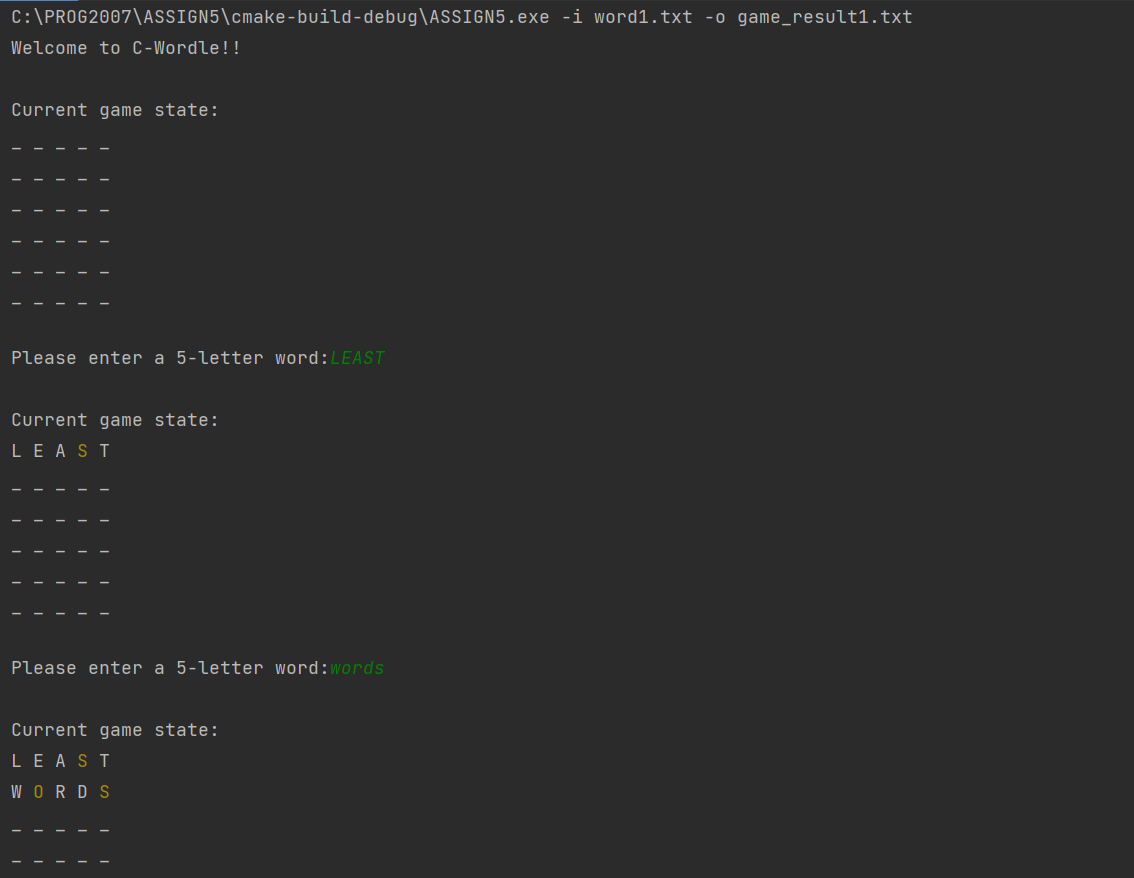 C:\PROG2007\ASSIGN5\cmake-build-debug\ASSIGN5.exe -i word1.txt -o game_result1.txt
Welcome to C-Wordle!!
Current game state:
_ _ _ _ _
_ _ _ _ _
_ _ _ _ _
_ _ _ _ _
_ _ _ _ _
_ _ _ _ _
Please enter a 5-letter word:LEAST
Current game state:
L E A S T
_ _ _ _ _
_ _ _ _ _
_ _ _ _ _
_ _ _ _ _
_ _ _ _ _
Please enter a 5-letter word:words
Current game state:
L E A S T
W O R D S
_ _ _ _ _
_ _ _ _ _